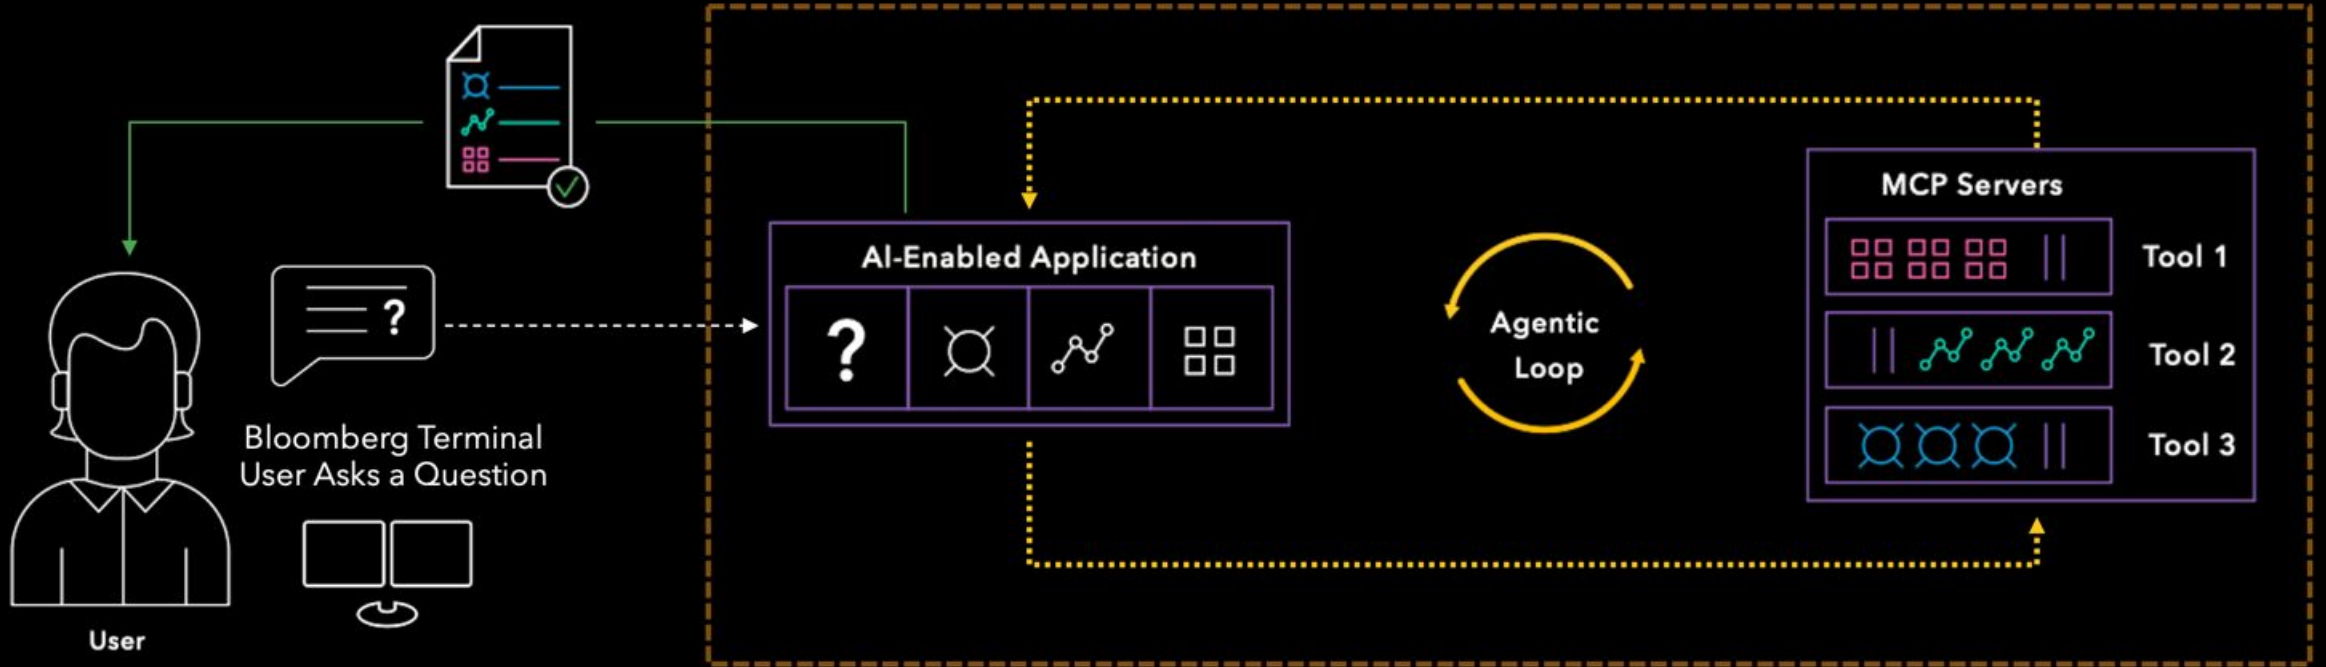 ?
Bloomberg Terminal
User Asks a Question
User
AI-Enabled Application
?
Agentic
Loop
MCP Servers
Tool 1
Tool 2
Tool 3